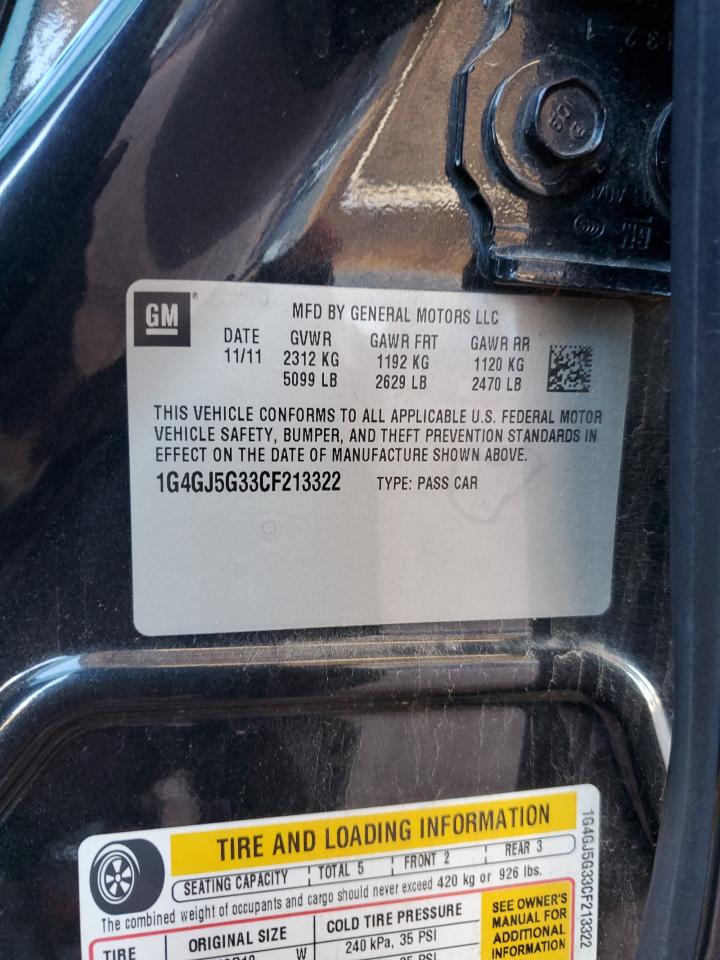 GM
MFD BY GENERAL MOTORS LLC
DATE GVWR GAWR FRT GAWR RR
11/11 2312 KG 1192 KG 1120 KG
5099 LB 2629 LB 2470 LB
THIS VEHICLE CONFORMS TO ALL APPLICABLE U.S. FEDERAL MOTOR
VEHICLE SAFETY, BUMPER, AND THEFT PREVENTION STANDARDS IN
EFFECT ON THE DATE OF MANUFACTURE SHOWN ABOVE.
1G4GJ5G33CF213322 TYPE: PASS CAR
TIRE AND LOADING INFORMATION
SEATING CAPACITY TOTAL 5 FRONT 2 REAR 3
The combined weight of occupants and cargo should never exceed 420 kg or 926 lbs.
TIRE ORIGINAL SIZE COLD TIRE PRESSURE
W 240 kPa, 35 PSI
SEE OWNER'S
MANUAL FOR
ADDITIONAL
INFORMATION
1G4GJ5G33CF213322